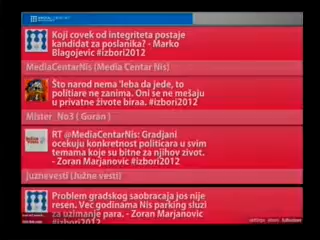 Koji covek od integriteta postaje
kandidat za poslanika? - Marko
Blagojevic #izbori2012
MediaCentarNis (Media Centar Nis)
Što narod nema 'leba da jede, to
politiare ne zanima. Oni se ne mešaju
u privatne živote biraa. #izbori2012
Mister_No3 ( Guran )
RT @MediaCentarNis: Gradjani
ocekuju konkretnost politicara u svim
temama koje su bitne za njihov zivot.
- Zoran Marjanovic #izbori2012
Juznevesti (Južne vesti)
Problem gradskog saobracaja jos nije
resen. Vec godinama Nis parking sluzi
za uzimanje para. - Zoran Marjanovic
#izbori2012